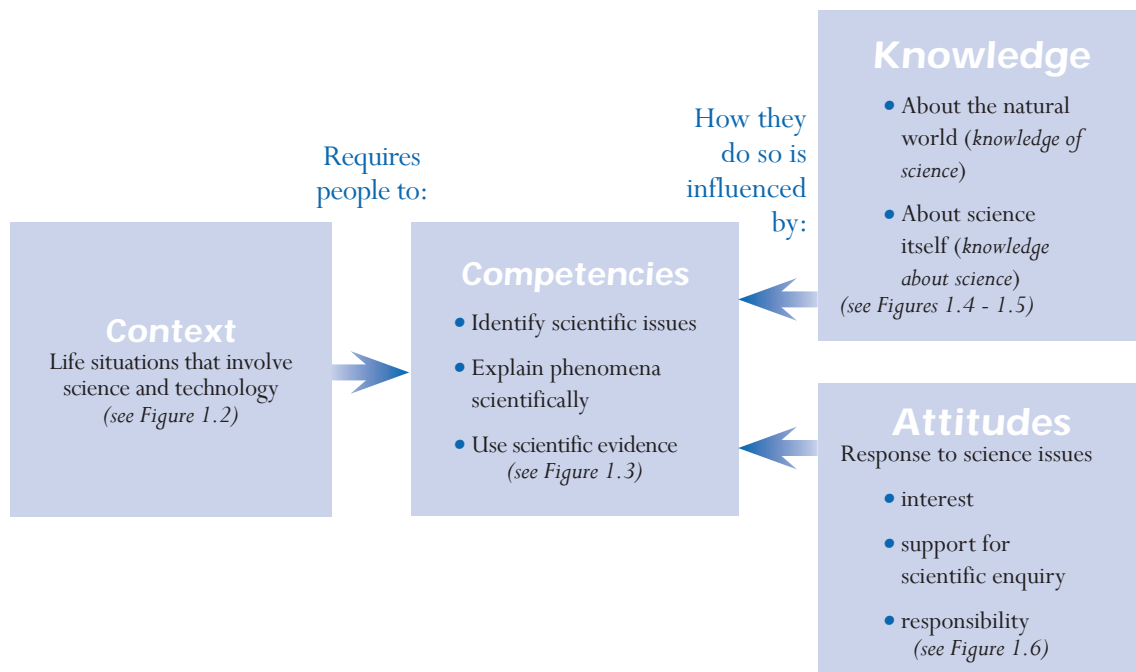 Requires
people to:
How they
do so is
influenced
by:
Context
Life situations that involve
science and technology
(see Figure 1.2)
Competencies
• Identify scientific issues
• Explain phenomena
scientifically
• Use scientific evidence
(see Figure 1.3)
Knowledge
• About the natural
world (knowledge of
science)
• About science
itself (knowledge
about science)
(see Figures 1.4 - 1.5)
Attitudes
Response to science issues
• interest
• support for
scientific enquiry
• responsibility
(see Figure 1.6)